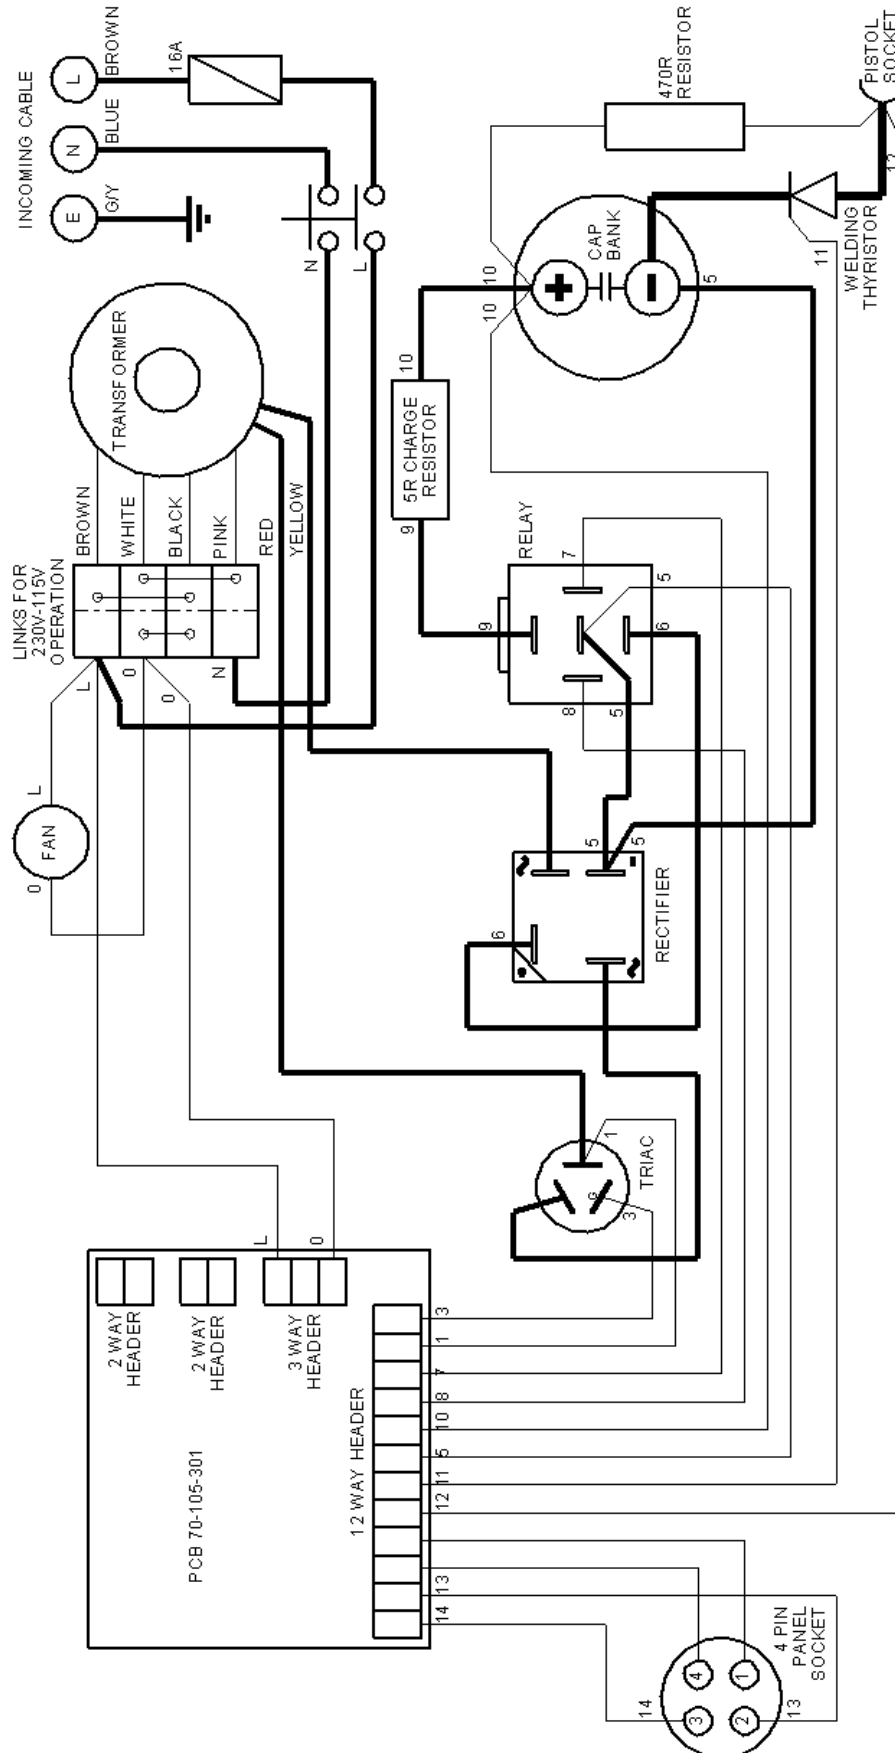 INCOMING CABLE
E
N
L
G/Y
BLUE
BROWN
16A
N
L
TRANSFORMER
BROWN
WHITE
BLACK
PINK
RED
YELLOW
LINKS FOR
230V-115V
OPERATION
L
0
0
N
L
FAN
0
470R
RESISTOR
PISTOL
SOCKET
12
WELDING
THYRISTOR
11
CAP
BANK
+
-
10
10
5
10
5R CHARGE
RESISTOR
9
RELAY
7
5
9
6
8
5
RECTIFIER
5
5
6
~
~
+
-
TRIAC
1
G
3
L
0
2 WAY
HEADER
2 WAY
HEADER
3 WAY
HEADER
PCB 70-105-301
12 WAY HEADER
3
1
7
8
10
5
11
12
13
14
4 PIN
PANEL
SOCKET
14
13
4
1
3
2